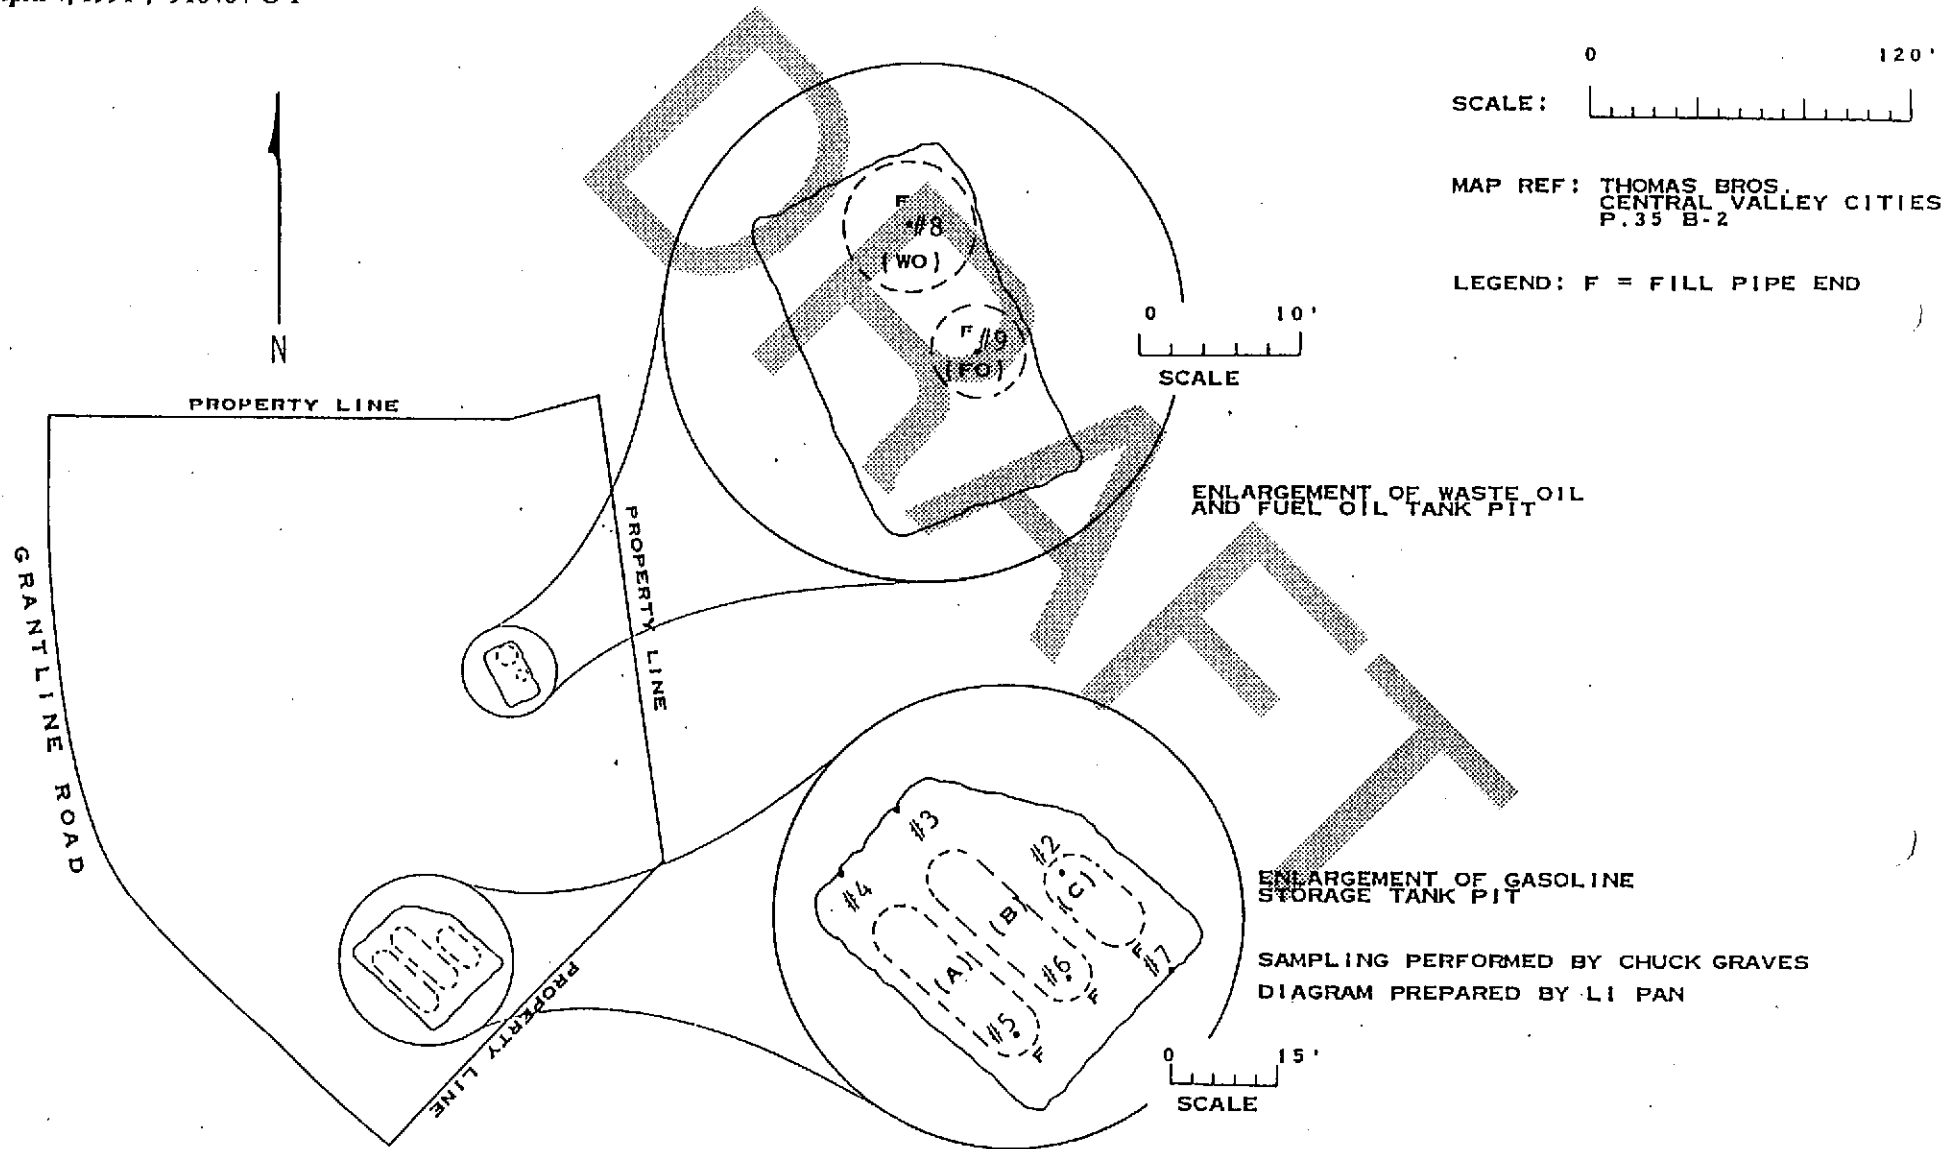 0 120'
SCALE:
MAP REF: THOMAS BROS.
CENTRAL VALLEY CITIES
P.35 B-2
LEGEND: F = FILL PIPE END
N
F
#8
(WO)
F
#9
(FO)
0 10'
SCALE
PROPERTY LINE
PROPERTY LINE
PROPERTY LINE
GRANTLINE ROAD
ENLARGEMENT OF WASTE OIL
AND FUEL OIL TANK PIT
DRAFT
#3
#2
#4
(C)
(B)
(A)
F
#7
#6
F
#5
F
ENLARGEMENT OF GASOLINE
STORAGE TANK PIT
SAMPLING PERFORMED BY CHUCK GRAVES
DIAGRAM PREPARED BY LI PAN
0 15'
SCALE
PROPERTY LINE